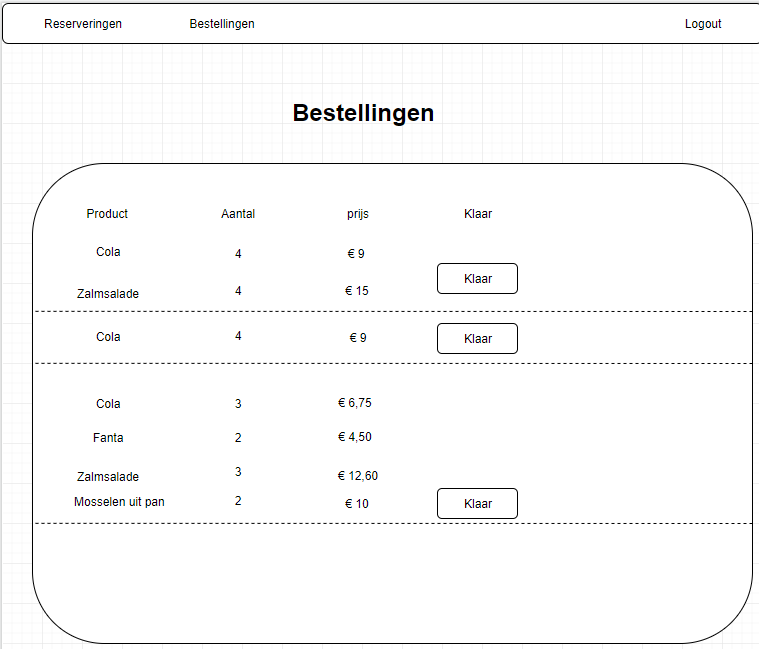 Reserveringen Bestellingen Logout
Bestellingen
Product Aantal prijs Klaar
Cola 4 € 9
Klaar
Zalmsalade 4 € 15
Cola 4 € 9 Klaar
Cola 3 € 6,75
Fanta 2 € 4,50
Zalmsalade 3 € 12,60
Mosselen uit pan 2 € 10 Klaar